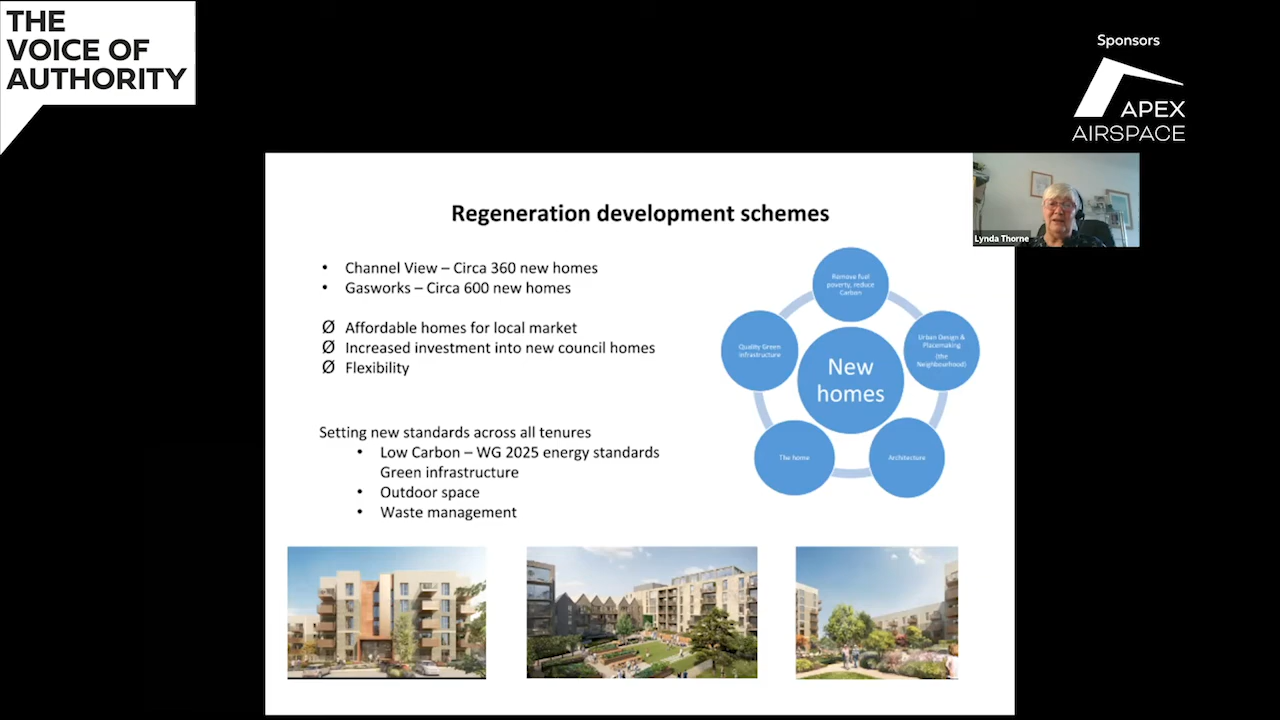 THE
VOICE OF
AUTHORITY
Sponsors
APEX
AIRSPACE
Lynda Thorne
Regeneration development schemes
• Channel View – Circa 360 new homes
• Gasworks – Circa 600 new homes
Ø Affordable homes for local market
Ø Increased investment into new council homes
Ø Flexibility
Setting new standards across all tenures
• Low Carbon – WG 2025 energy standards
Green infrastructure
• Outdoor space
• Waste management
Remove fuel
poverty, reduce
Carbon
Urban Design &
Placemaking
(the
Neighbourhood)
Architecture
The home
Quality Green
infrastructure
New
homes